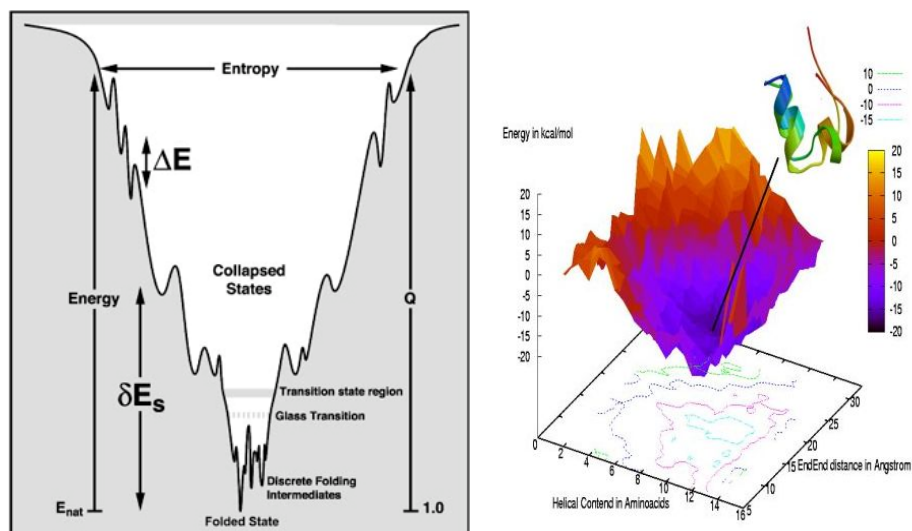 Entropy
ΔE
Collapsed
States
Energy
Q
δEs
Transition state region
Glass Transition
Discrete Folding
Intermediates
Enat
1.0
Folded State
10
0
-10
-15
Energy in kcal/mol
20
15
10
5
0
-5
-10
-15
-20
20
15
10
5
0
-5
-10
-15
-20
0
2
4
6
8
10
12
14
16
Helical Contend in Aminoacids
5
10
15
20
25
30
EndEnd distance in Angstrom